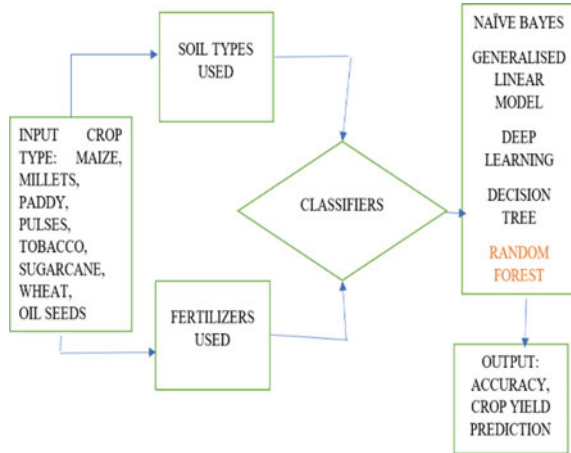 INPUT CROP
TYPE: MAIZE,
MILLETS,
PADDY,
PULSES,
TOBACCO,
SUGARCANE,
WHEAT,
OIL SEEDS
SOIL TYPES
USED
FERTILIZERS
USED
CLASSIFIERS
NAÏVE BAYES
GENERALISED
LINEAR
MODEL
DEEP
LEARNING
DECISION
TREE
RANDOM
FOREST
OUTPUT:
ACCURACY,
CROP YIELD
PREDICTION